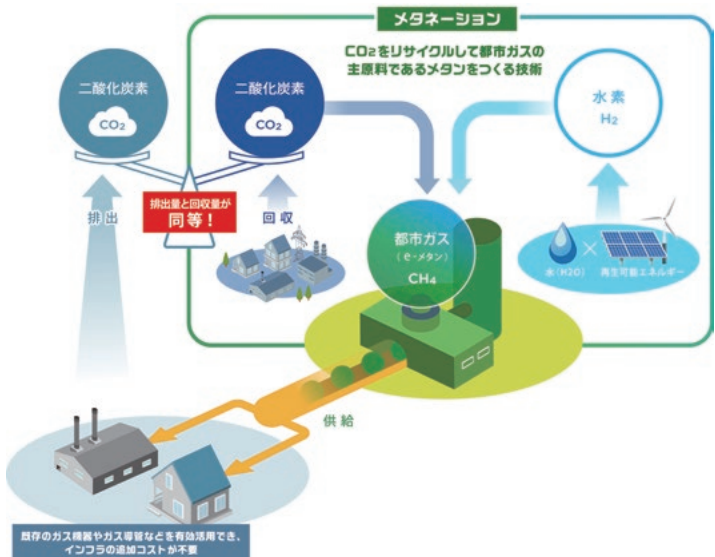 メタネーション
CO2をリサイクルして都市ガスの
主原料であるメタンをつくる技術
二酸化炭素
CO2
二酸化炭素
CO2
水素
H2
排出量と回収量が
同等!
排出
回収
都市ガス
(e-メタン)
CH4
水(H2O)
×
再生可能エネルギー
供給
既存のガス機器やガス導管などを有効活用でき、
インフラの追加コストが不要